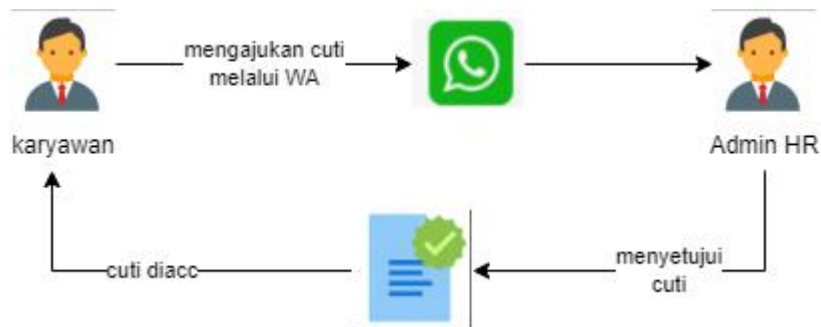 mengajukan cuti
melalui WA
karyawan
Admin HR
cuti diacc
menyetujui
cuti